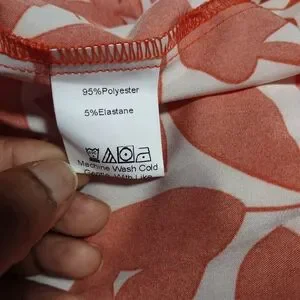 95%Polyester
5%Elastane
Machine Wash Cold
Gentle With Like